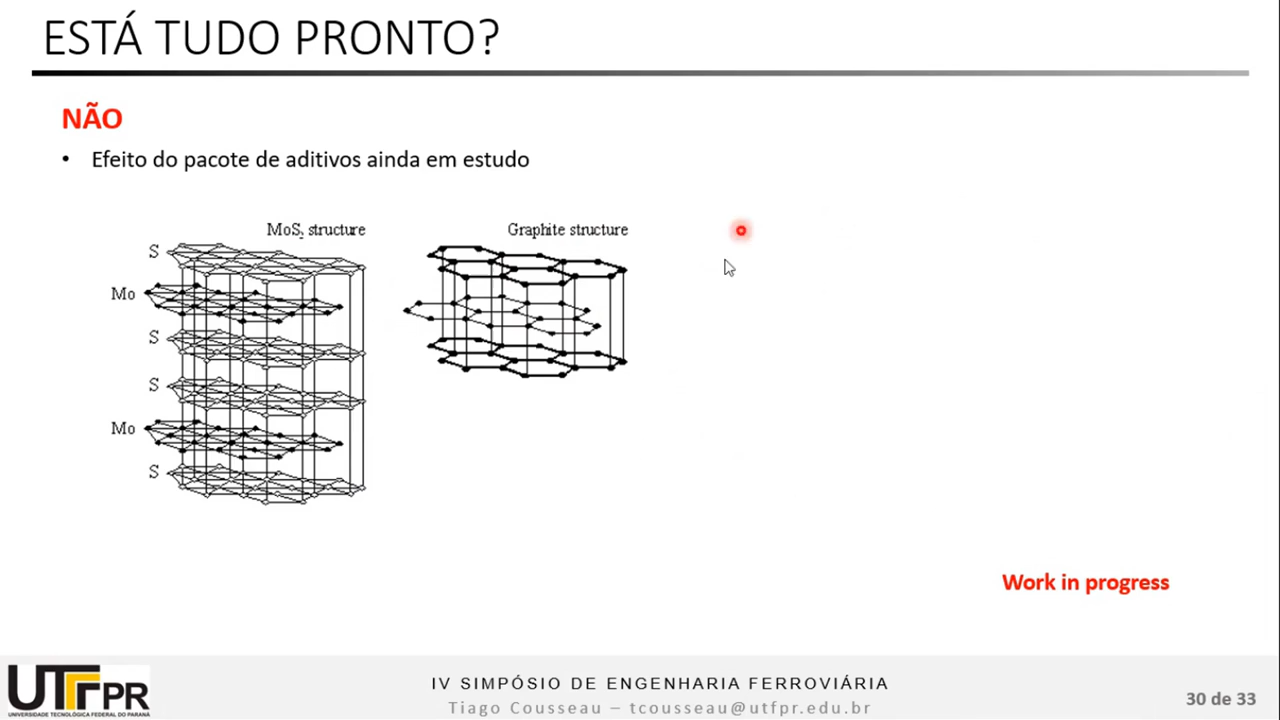 ESTÁ TUDO PRONTO?
NÃO
• Efeito do pacote de aditivos ainda em estudo
MoS2 structure
Graphite structure
S
Mo
S
S
Mo
S
Work in progress
UTFPR
UNIVERSIDADE TECNOLÓGICA FEDERAL DO PARANÁ
IV SIMPÓSIO DE ENGENHARIA FERROVIÁRIA
Tiago Cousseau – tcousseau@utfpr.edu.br
30 de 33